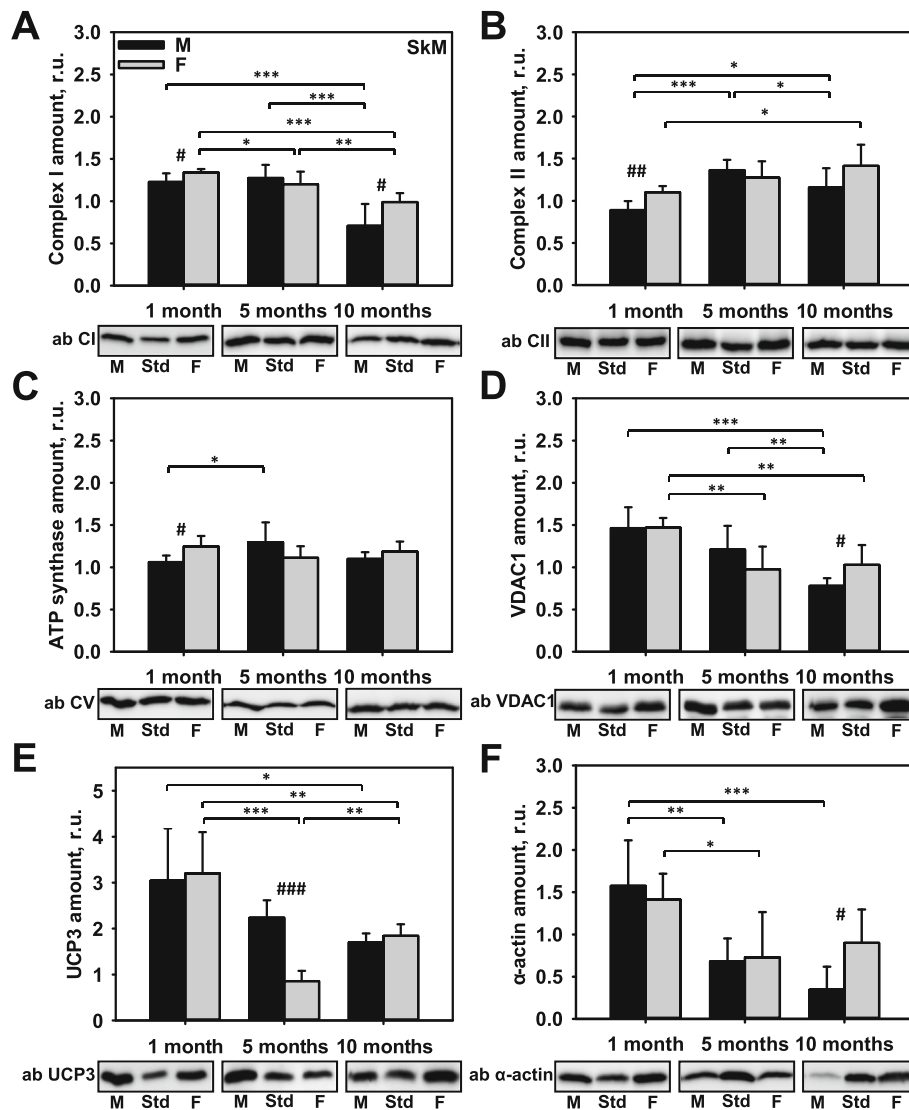 A
3.0
2.5
2.0
1.5
1.0
0.5
0.0
Complex I amount, r.u.
M
F
SkM
***
***
***
*
**
#
#
1 month 5 months 10 months
ab CI
M Std F M Std F M Std F
B
3.0
2.5
2.0
1.5
1.0
0.5
0.0
Complex II amount, r.u.
*
***
*
*
##
1 month 5 months 10 months
ab CII
M Std F M Std F M Std F
C
3.0
2.5
2.0
1.5
1.0
0.5
0.0
ATP synthase amount, r.u.
*
#
1 month 5 months 10 months
ab CV
M Std F M Std F M Std F
D
3.0
2.5
2.0
1.5
1.0
0.5
0.0
VDAC1 amount, r.u.
***
**
**
**
#
1 month 5 months 10 months
ab VDAC1
M Std F M Std F M Std F
E
5
4
3
2
1
0
UCP3 amount, r.u.
*
**
***
**
###
1 month 5 months 10 months
ab UCP3
M Std F M Std F M Std F
F
3.0
2.5
2.0
1.5
1.0
0.5
0.0
α-actin amount, r.u.
***
**
*
#
1 month 5 months 10 months
ab α-actin
M Std F M Std F M Std F